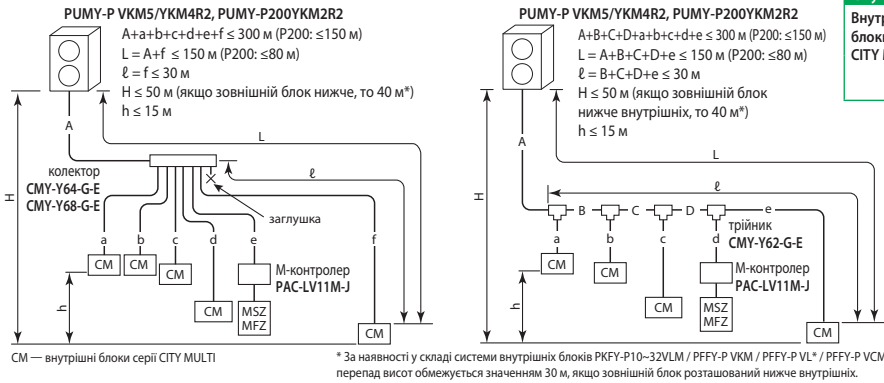 PUMY-P VKM5/YKM4R2, PUMY-P200YKM2R2
A+a+b+c+d+e+f ≤ 300 м (P200: ≤150 м)
L = A+f ≤ 150 м (P200: ≤80 м)
ℓ = f ≤ 30 м
H ≤ 50 м (якщо зовнішній блок нижче, то 40 м*)
h ≤ 15 м
A
L
H
колектор
CMY-Y64-G-E
CMY-Y68-G-E
ℓ
заглушка
a
b
c
d
e
f
CM
CM
CM
М-контролер
PAC-LV11M-J
h
CM
MSZ
MFZ
CM
CM — внутрішні блоки серії CITY MULTI
PUMY-P VKM5/YKM4R2, PUMY-P200YKM2R2
A+B+C+D+a+b+c+d+e ≤ 300 м (P200: ≤150 м)
L = A+B+C+D+e ≤ 150 м (P200: ≤80 м)
ℓ = B+C+D+e ≤ 30 м
H ≤ 50 м (якщо зовнішній блок
нижче внутрішніх, то 40 м*)
h ≤ 15 м
A
L
H
ℓ
B
C
D
e
трійник
CMY-Y62-G-E
a
b
c
d
CM
CM
М-контролер
PAC-LV11M-J
h
CM
MSZ
MFZ
CM
* За наявності у складі системи внутрішніх блоків PKFY-P10~32VLM / PFFY-P VKM / PFFY-P VL* / PFFY-P VCM
перепад висот обмежується значенням 30 м, якщо зовнішній блок розташований нижче внутрішніх.
CITY